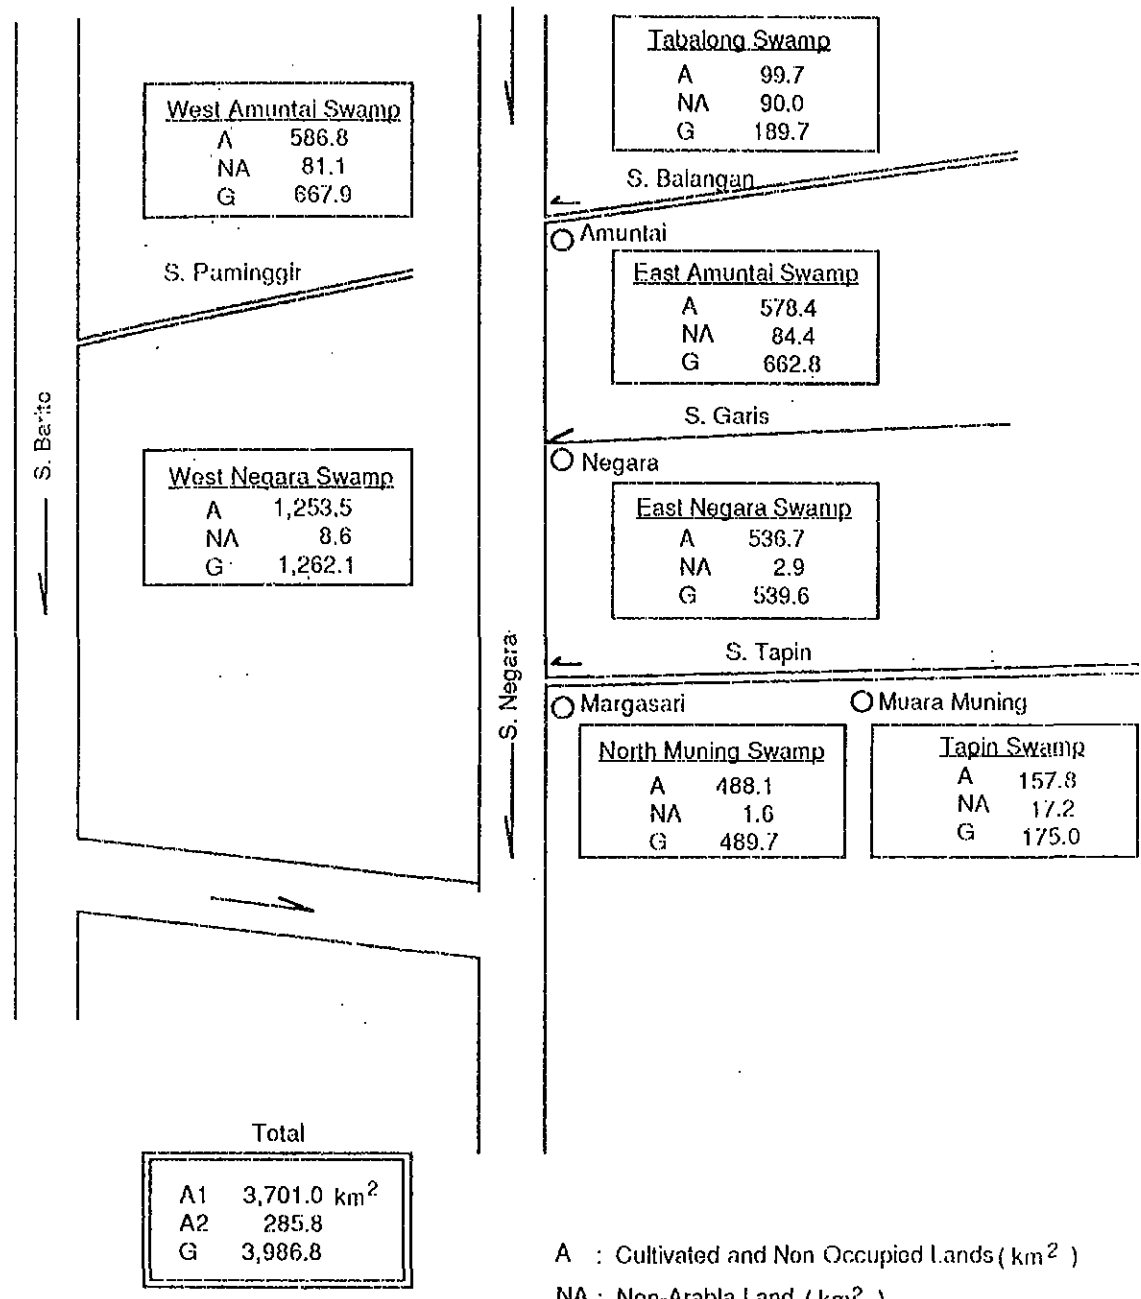 Tabalong Swamp
A 99.7
NA 90.0
G 189.7
West Amuntai Swamp
A 586.8
NA 81.1
G 667.9
S. Balangan
Amuntai
S. Paminggir
East Amuntai Swamp
A 578.4
NA 84.4
G 662.8
S. Garis
Negara
S. Barito
West Negara Swamp
A 1,253.5
NA 8.6
G 1,262.1
East Negara Swamp
A 536.7
NA 2.9
G 539.6
S. Negara
S. Tapin
Margasari
Muara Muning
North Muning Swamp
A 488.1
NA 1.6
G 489.7
Tapin Swamp
A 157.8
NA 17.2
G 175.0
Total
A1 3,701.0 km²
A2 285.8
G 3,986.8
A : Cultivated and Non Occupied Lands ( km² )
NA : Non-Arabla Land ( km² )